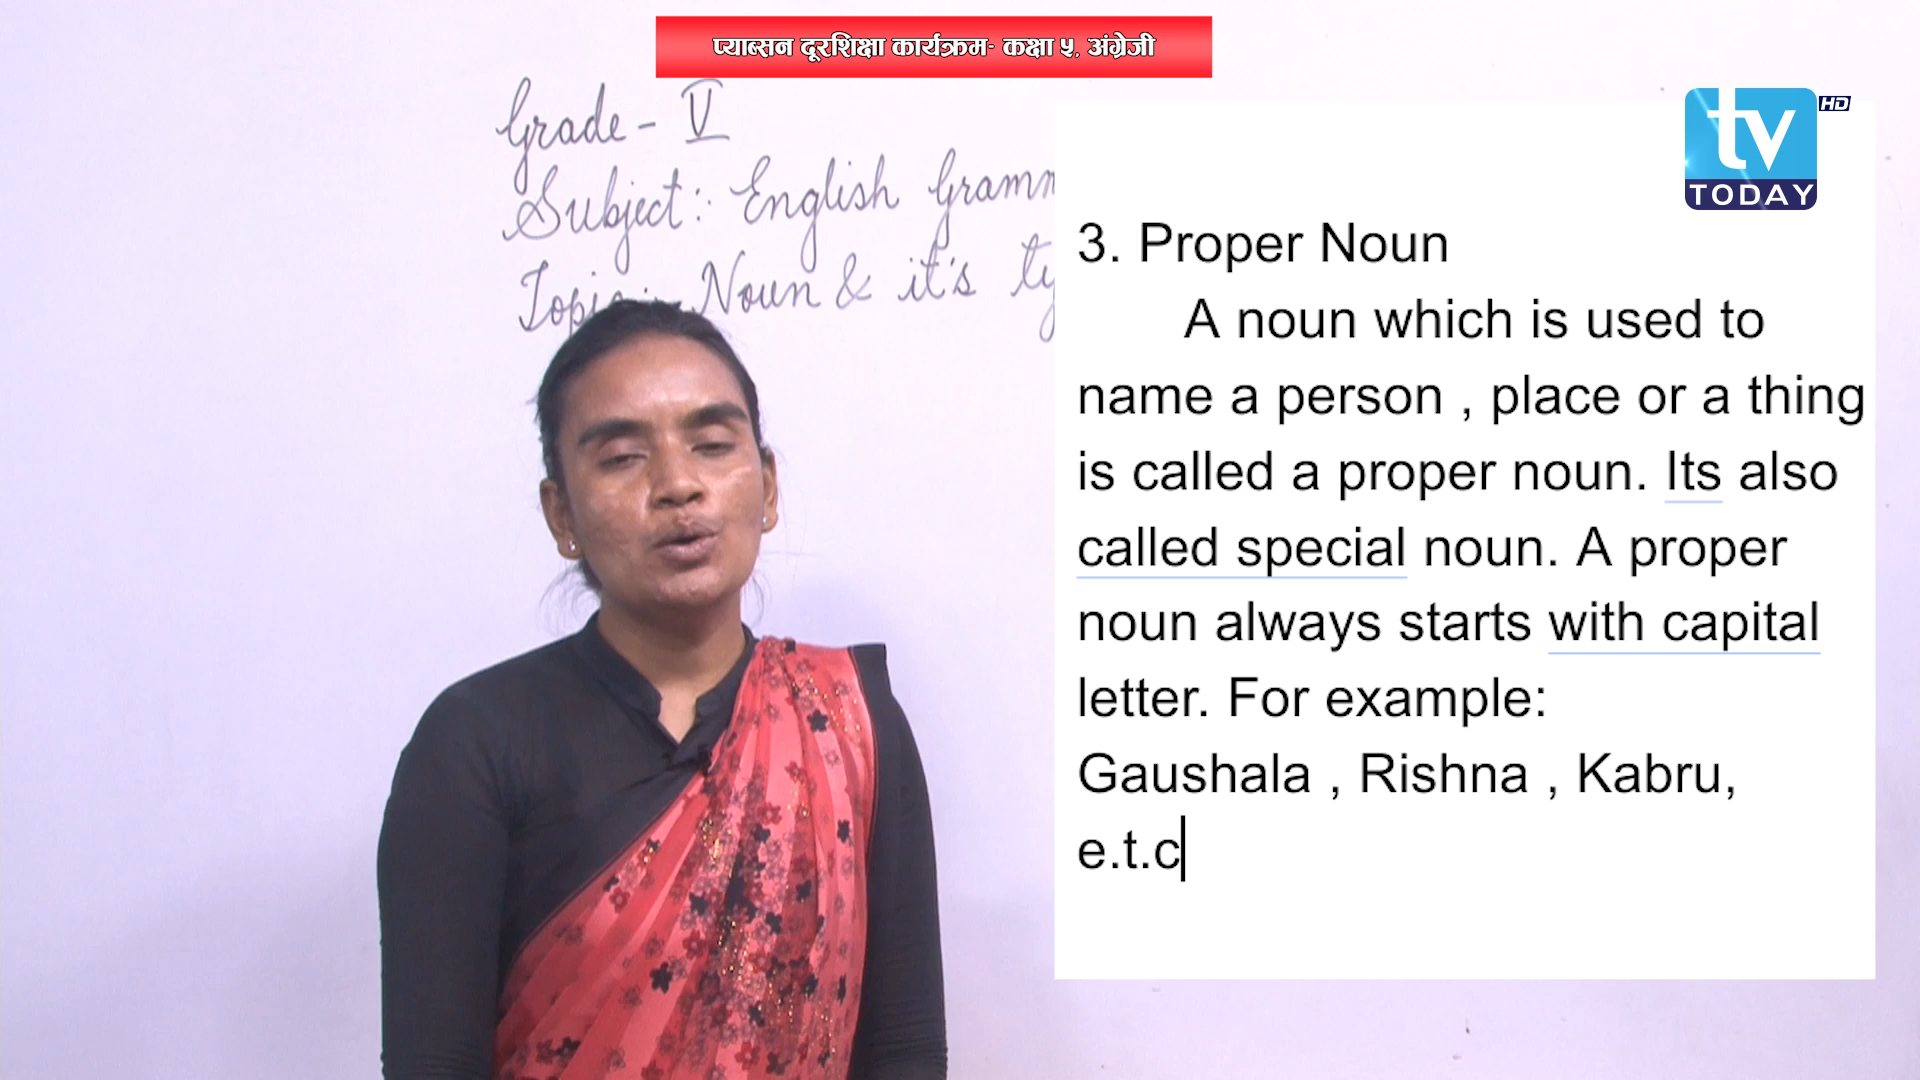 प्याब्सन दूरशिक्षा कार्यक्रम- कक्षा ५, अंग्रेजी
Grade - V
Subject:- English Gramm
Topic:- Noun & it's ty
tv HD
TODAY
3. Proper Noun
A noun which is used to
name a person , place or a thing
is called a proper noun. Its also
called special noun. A proper
noun always starts with capital
letter. For example:
Gaushala , Rishna , Kabru,
e.t.c